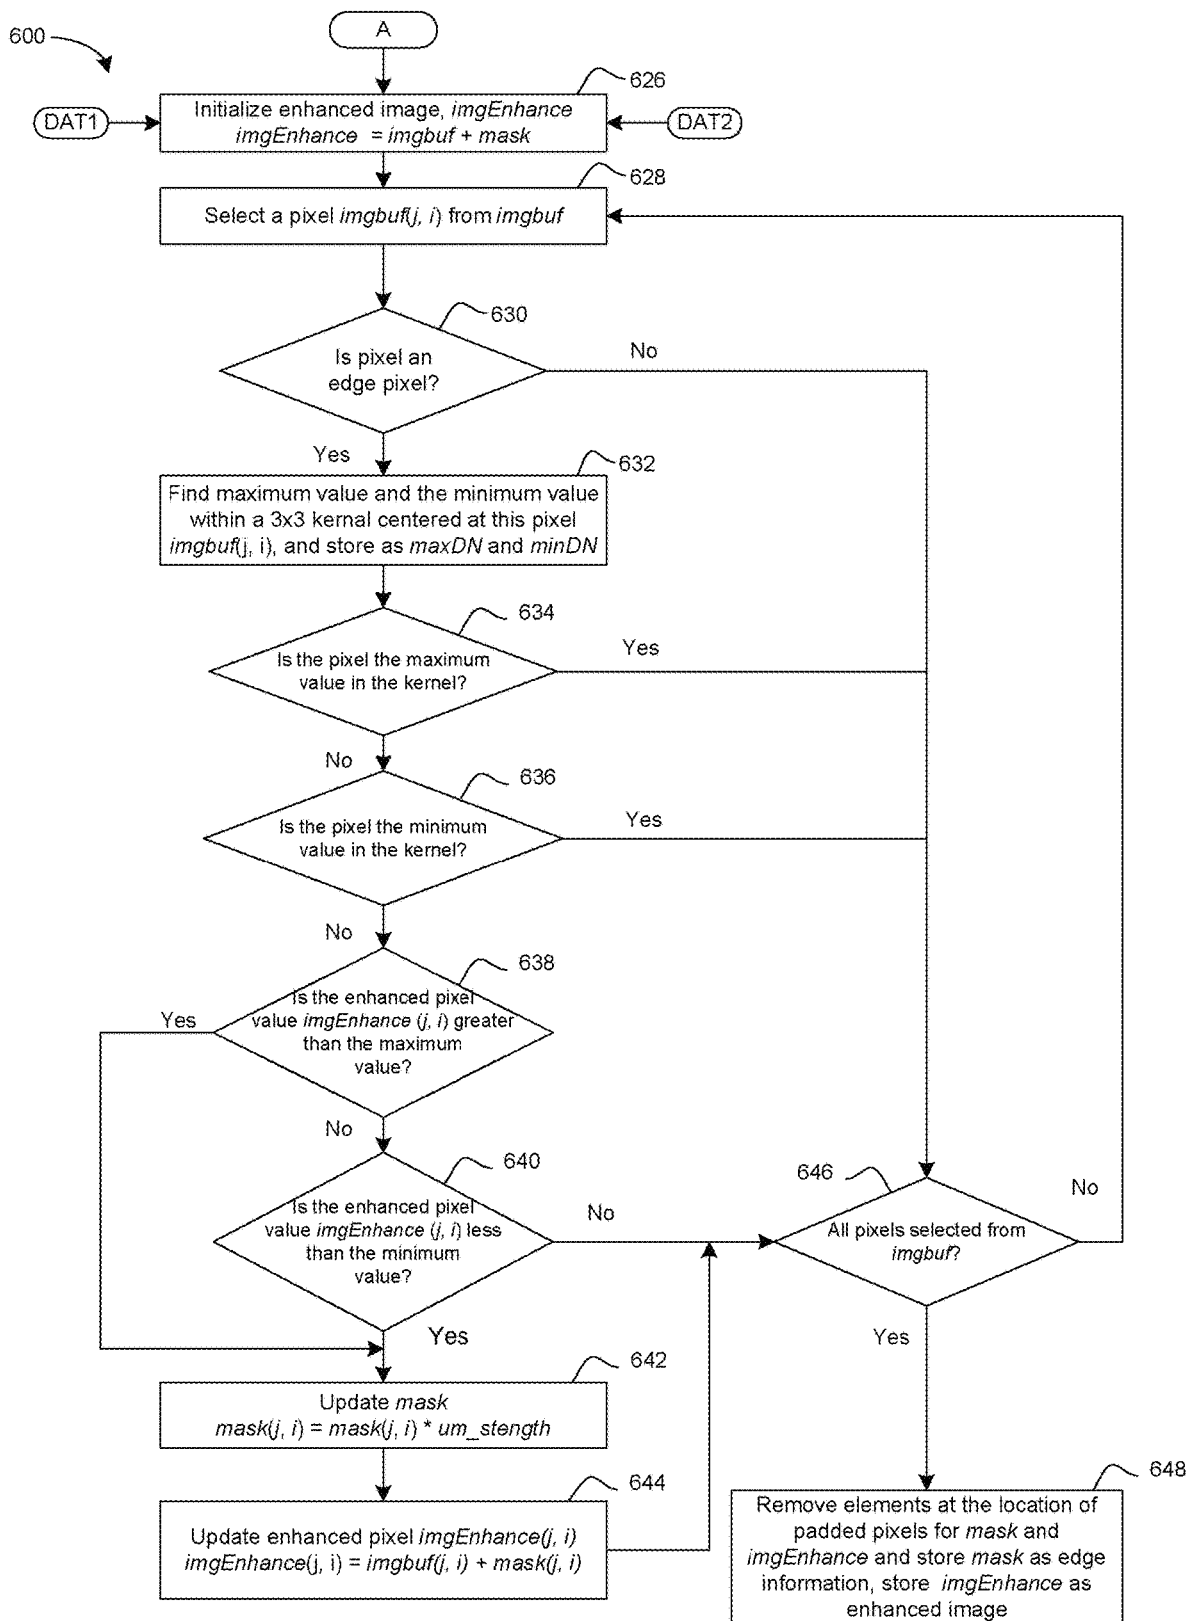 600
A
626
DAT1
Initialize enhanced image, imgEnhance
imgEnhance = imgbuf + mask
DAT2
628
Select a pixel imgbuf(j, i) from imgbuf
630
Is pixel an
edge pixel?
No
Yes
632
Find maximum value and the minimum value
within a 3x3 kernal centered at this pixel
imgbuf(j, i), and store as maxDN and minDN
634
Is the pixel the maximum
value in the kernel?
Yes
No
636
Is the pixel the minimum
value in the kernel?
Yes
No
638
Is the enhanced pixel
value imgEnhance (j, i) greater
than the maximum
value?
Yes
No
640
Is the enhanced pixel
value imgEnhance (j, i) less
than the minimum
value?
No
Yes
646
All pixels selected from
imgbuf?
No
Yes
642
Update mask
mask(j, i) = mask(j, i) * um_stength
644
Update enhanced pixel imgEnhance(j, i)
imgEnhance(j, i) = imgbuf(j, i) + mask(j, i)
648
Remove elements at the location of
padded pixels for mask and
imgEnhance and store mask as edge
information, store imgEnhance as
enhanced image